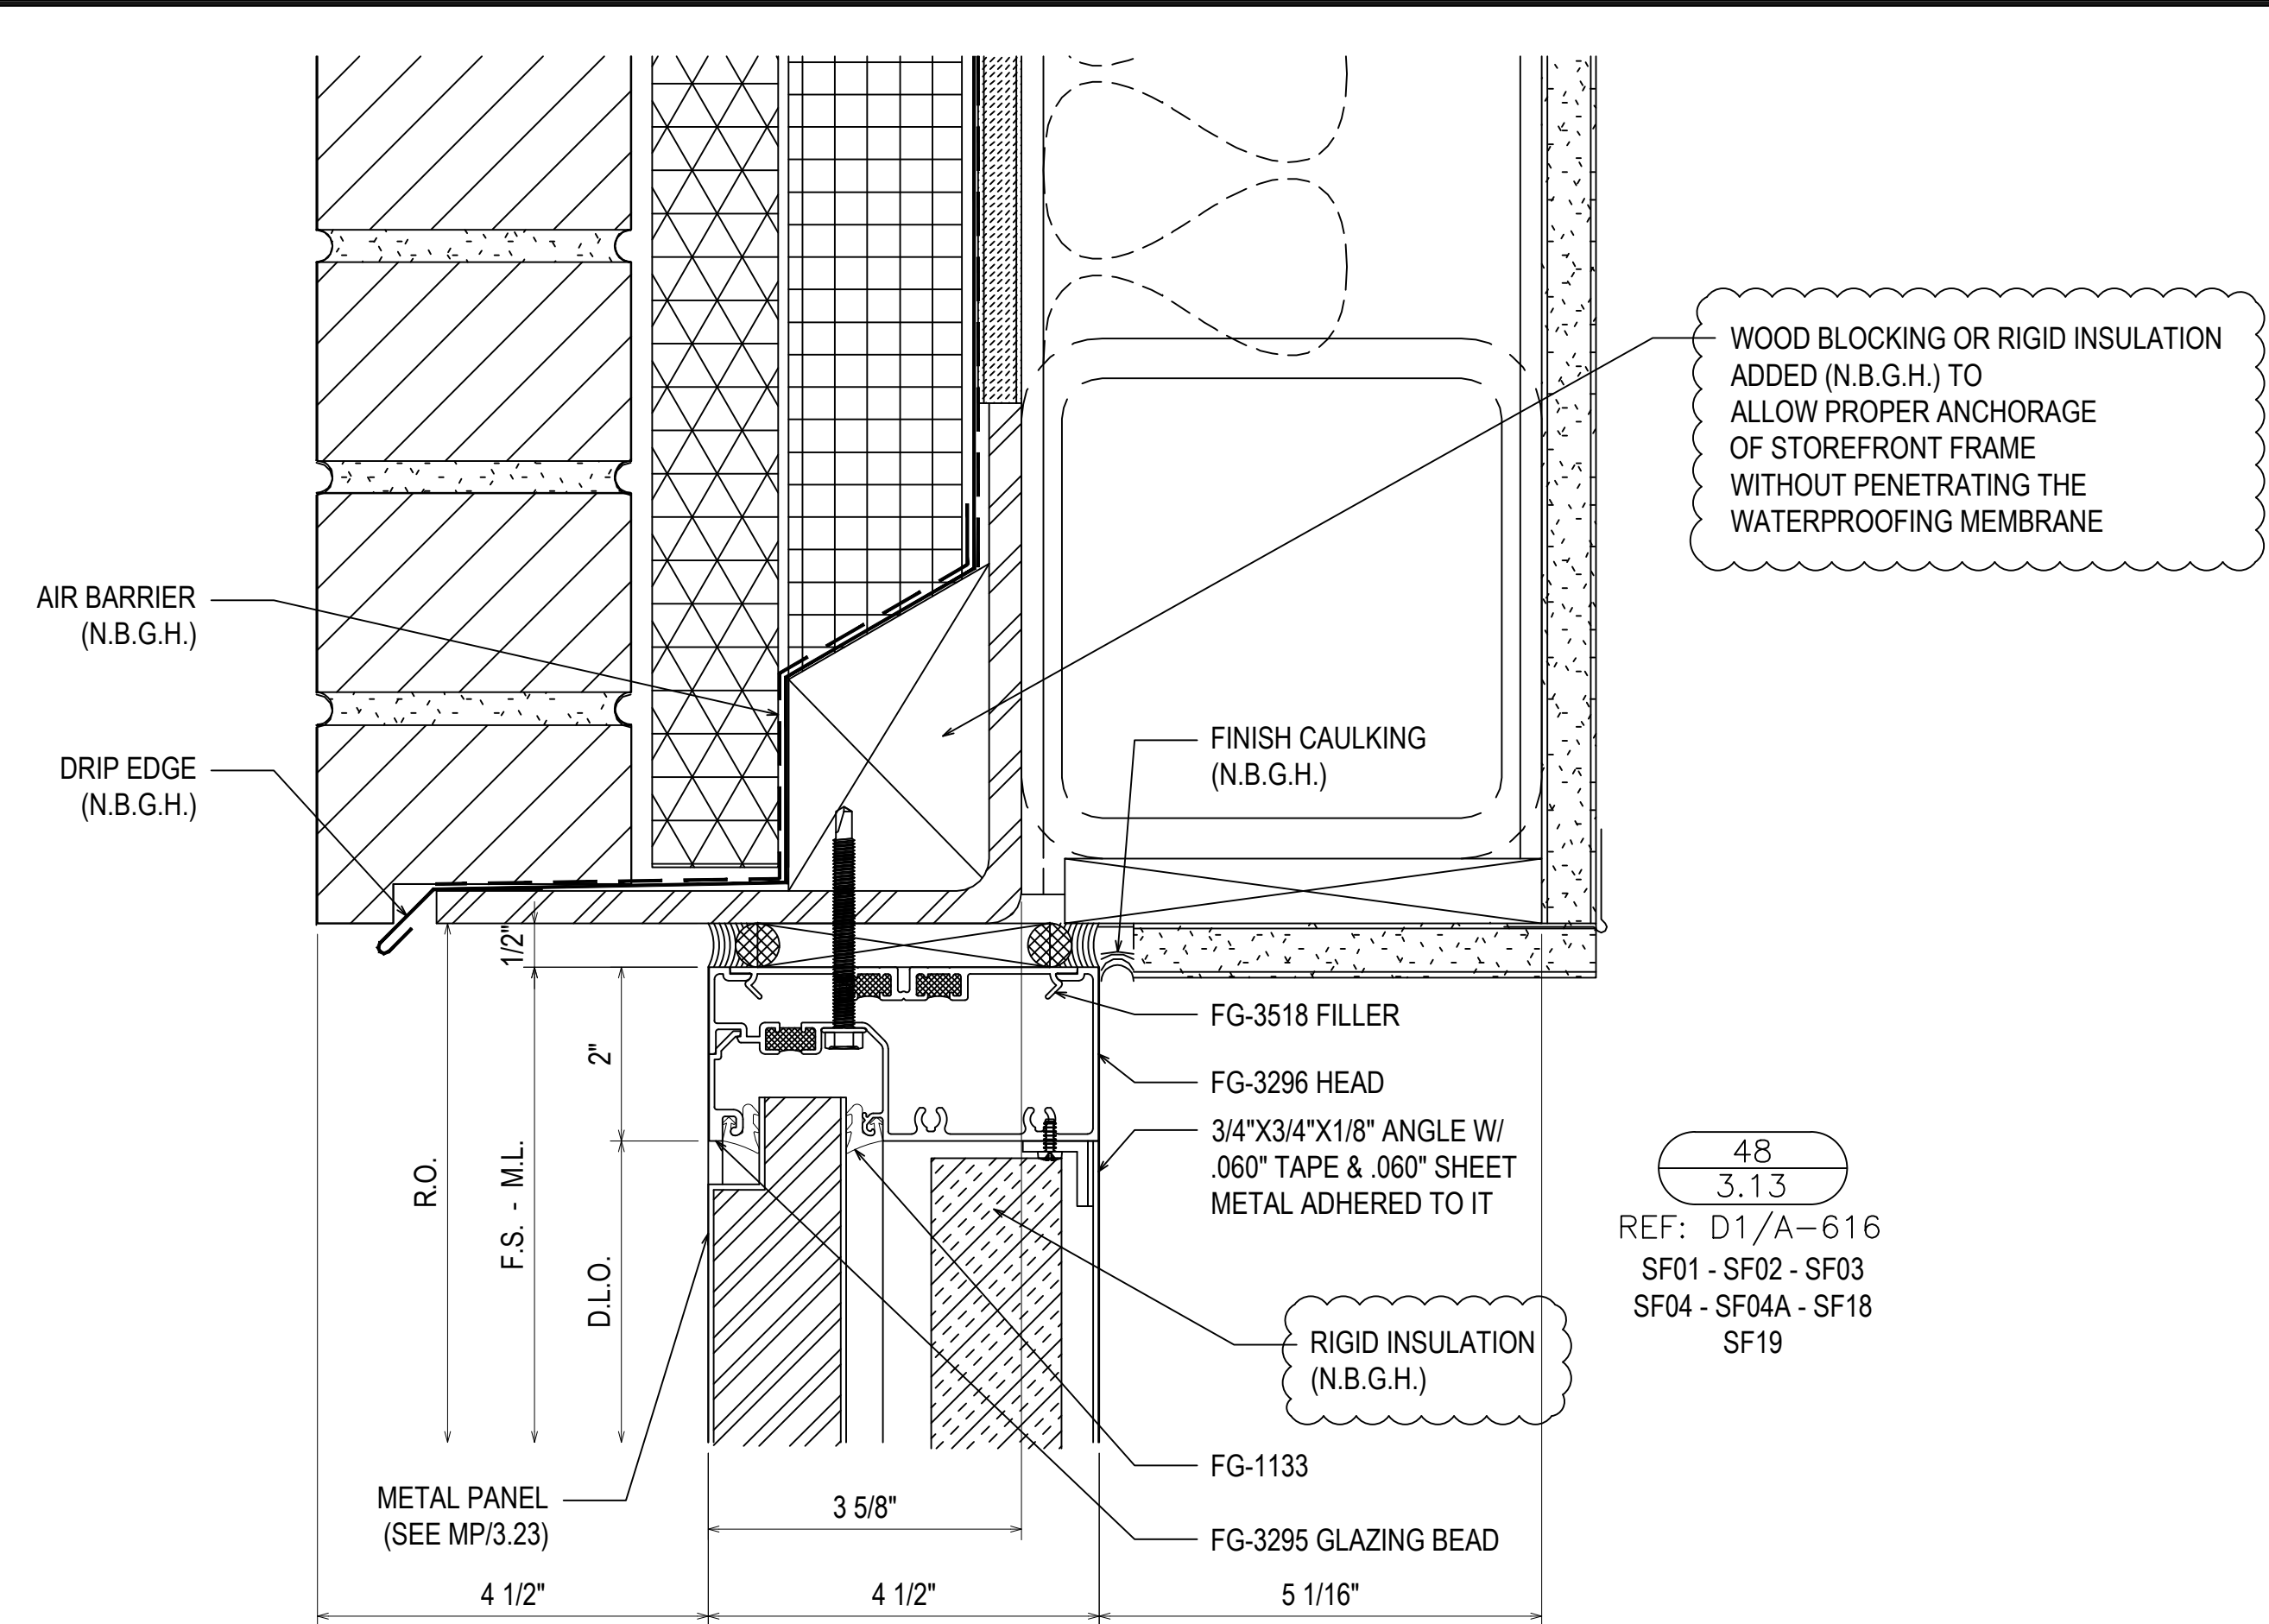 WOOD BLOCKING OR RIGID INSULATION
ADDED (N.B.G.H.) TO
ALLOW PROPER ANCHORAGE
OF STOREFRONT FRAME
WITHOUT PENETRATING THE
WATERPROOFING MEMBRANE
AIR BARRIER
(N.B.G.H.)
DRIP EDGE
(N.B.G.H.)
FINISH CAULKING
(N.B.G.H.)
1/2"
2"
R.O.
F.S. - M.L.
D.L.O.
FG-3518 FILLER
FG-3296 HEAD
3/4"X3/4"X1/8" ANGLE W/
.060" TAPE & .060" SHEET
METAL ADHERED TO IT
48
3.13
REF: D1/A-616
SF01 - SF02 - SF03
SF04 - SF04A - SF18
SF19
RIGID INSULATION
(N.B.G.H.)
FG-1133
METAL PANEL
(SEE MP/3.23)
3 5/8"
FG-3295 GLAZING BEAD
4 1/2"
4 1/2"
5 1/16"